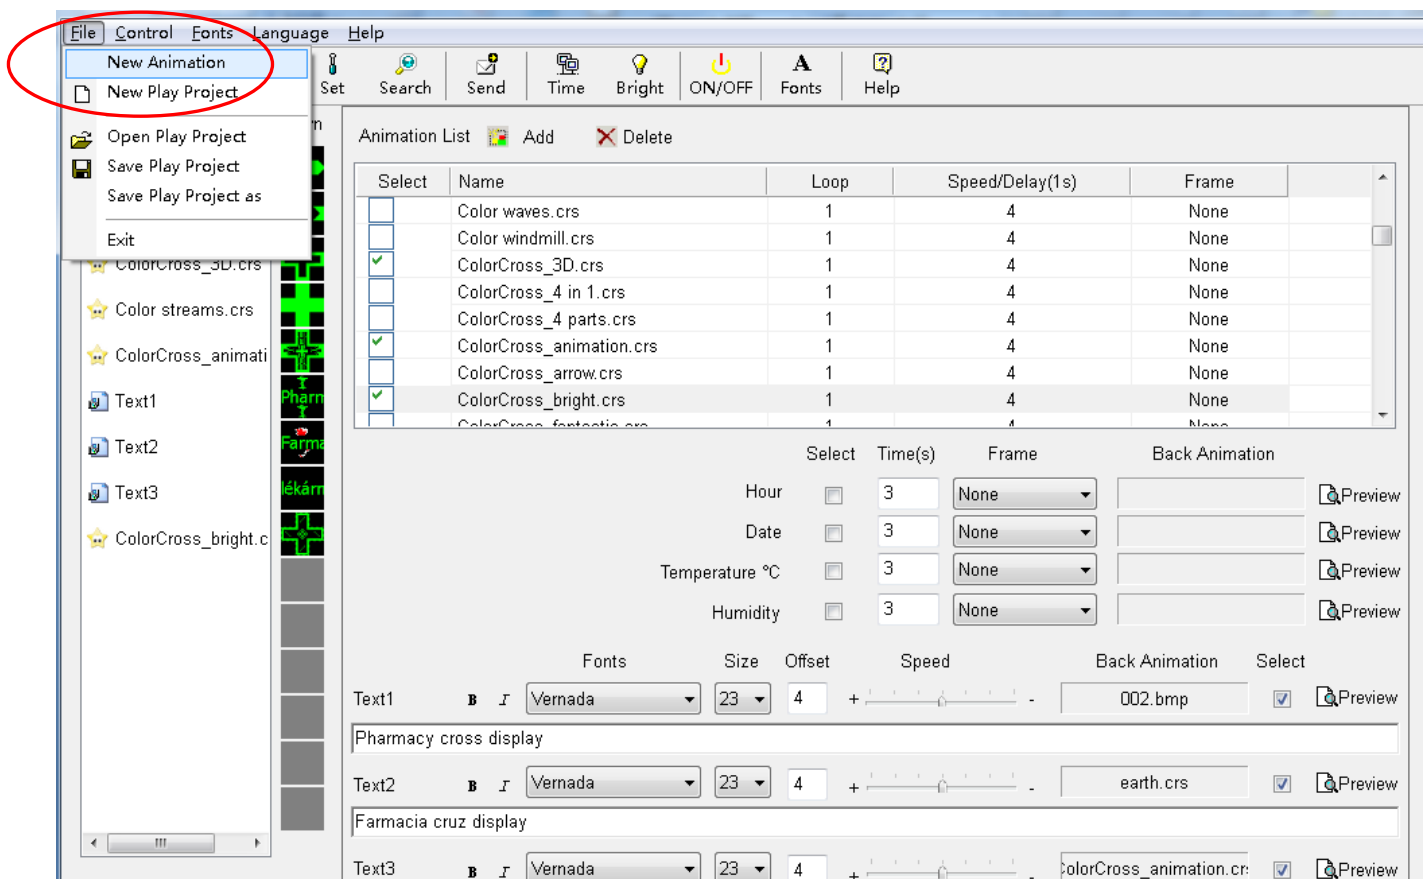 File Control Fonts Language Help
New Animation
New Play Project
Open Play Project
Save Play Project
Save Play Project as
Exit
Set Search Send Time Bright ON/OFF Fonts Help
n
Animation List Add Delete
Select Name Loop Speed/Delay(1s) Frame
Color waves.crs 1 4 None
Color windmill.crs 1 4 None
ColorCross_3D.crs 1 4 None
ColorCross_4 in 1.crs 1 4 None
ColorCross_4 parts.crs 1 4 None
ColorCross_animation.crs 1 4 None
ColorCross_arrow.crs 1 4 None
ColorCross_bright.crs 1 4 None
ColorCross_fantastic.crs 1 4 None
ColorCross_3D.crs
Color streams.crs
ColorCross_animati
Text1
Pharm
Text2
Farma
Text3
lékárn
ColorCross_bright.c
Select Time(s) Frame Back Animation
Hour 3 None Preview
Date 3 None Preview
Temperature °C 3 None Preview
Humidity 3 None Preview
Fonts Size Offset Speed Back Animation Select
Text1 B I Vernada 23 4 + - 002.bmp Preview
Pharmacy cross display
Text2 B I Vernada 23 4 + - earth.crs Preview
Farmacia cruz display
Text3 B I Vernada 23 4 + - ColorCross_animation.cr Preview